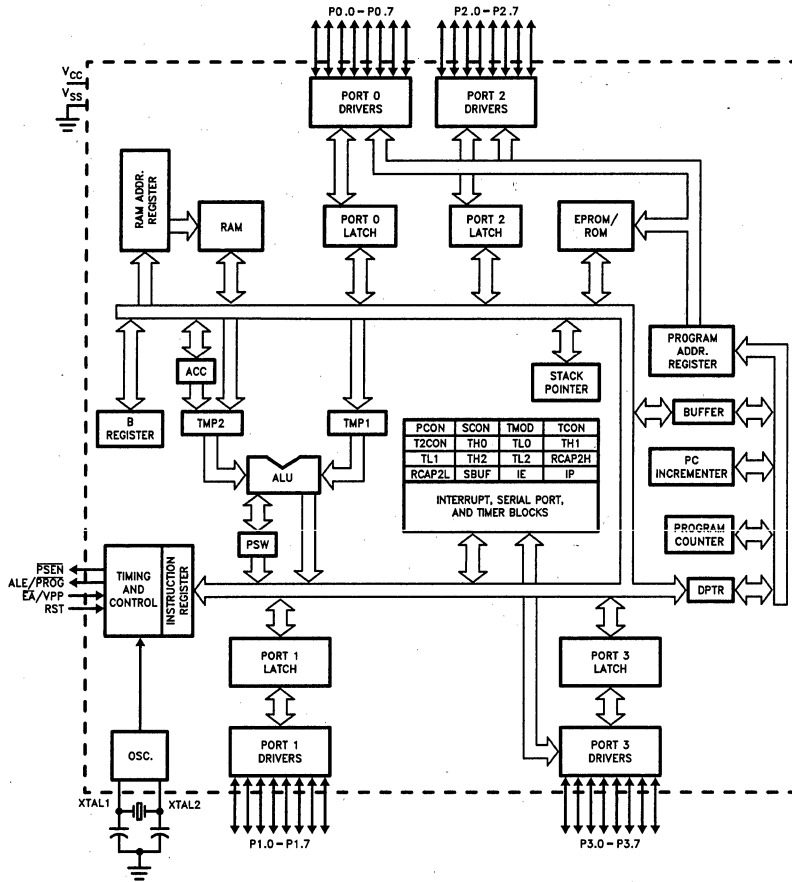 P0.0–P0.7
P2.0–P2.7
VCC
VSS
PORT 0
DRIVERS
PORT 2
DRIVERS
RAM ADDR.
REGISTER
RAM
PORT 0
LATCH
PORT 2
LATCH
EPROM/
ROM
PROGRAM
ADDR.
REGISTER
ACC
STACK
POINTER
B
REGISTER
TMP2
TMP1
BUFFER
PCON SCON TMOD TCON
T2CON TH0 TL0 TH1
TL1 TH2 TL2 RCAP2H
RCAP2L SBUF IE IP
INTERRUPT, SERIAL PORT,
AND TIMER BLOCKS
ALU
PC
INCREMENTER
PSW
PROGRAM
COUNTER
PSEN
ALE/PROG
EA/VPP
RST
TIMING
AND
CONTROL
INSTRUCTION
REGISTER
DPTR
PORT 1
LATCH
PORT 3
LATCH
OSC.
PORT 1
DRIVERS
PORT 3
DRIVERS
XTAL1
XTAL2
P1.0–P1.7
P3.0–P3.7